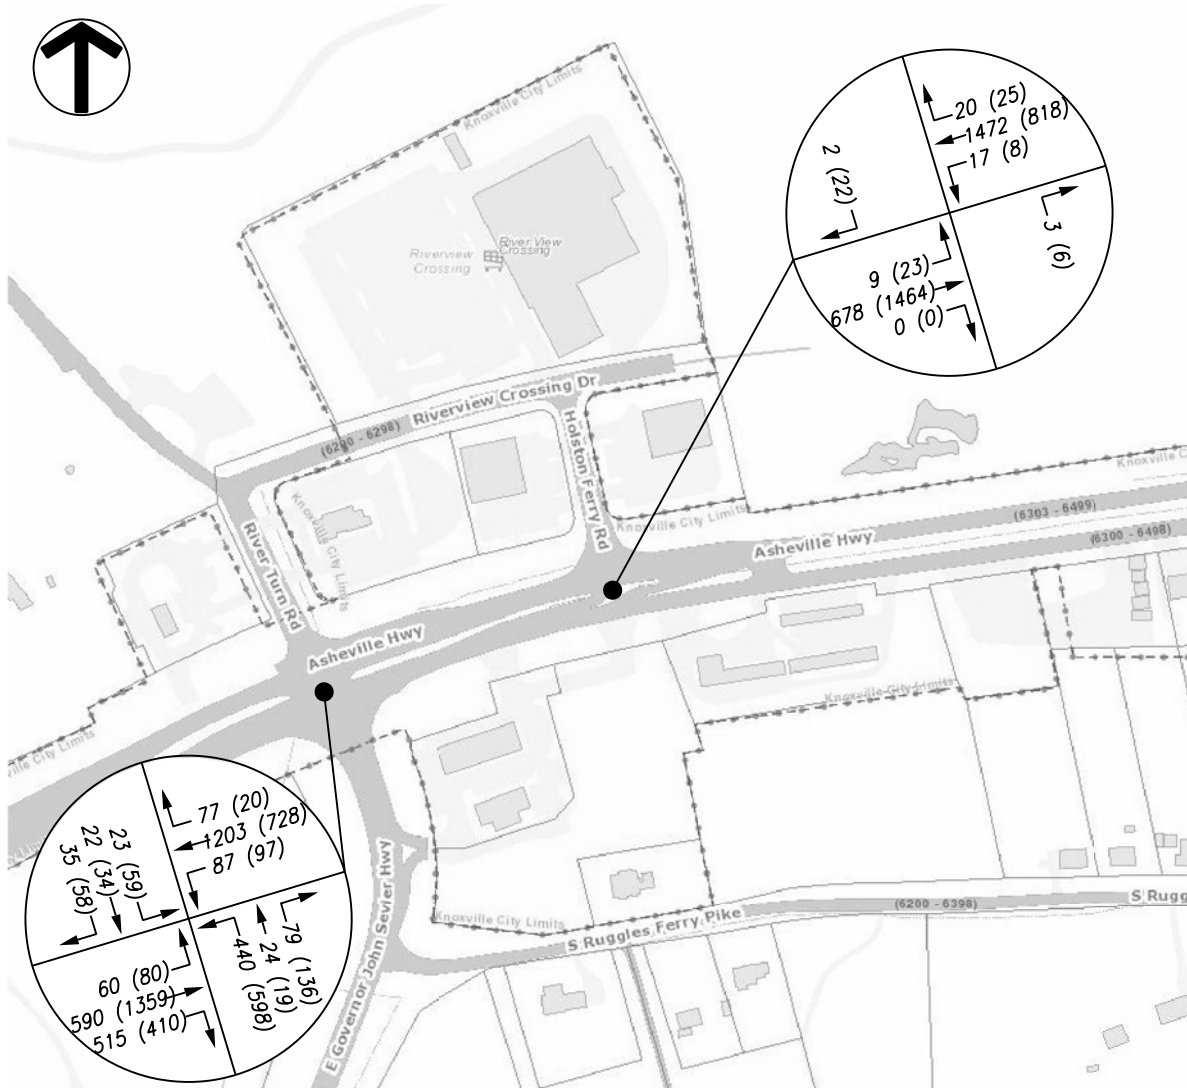 Knoxville City Limits
20 (25)
1472 (818)
17 (8)
2 (22)
3 (6)
9 (23)
678 (1464)
0 (0)
River View
Crossing
Riverview
Crossing
Riverview Crossing Dr
(6290 - 6298)
Holston Ferry Rd
Knoxville City Limits
Knoxville C
(6303 - 6499)
(6300 - 6498)
Asheville Hwy
Knoxville City Limits
River Turn Rd
Knoxville City Limits
Asheville Hwy
Knoxville City Limits
ville City Limits
77 (20)
1203 (728)
87 (97)
23 (59)
22 (34)
35 (58)
60 (80)
590 (1359)
515 (410)
79 (136)
24 (19)
440 (598)
E Governor John Sevier Hwy
Knoxville City Limits
S Ruggles Ferry Pike
(6200 - 6398)
S Rugg